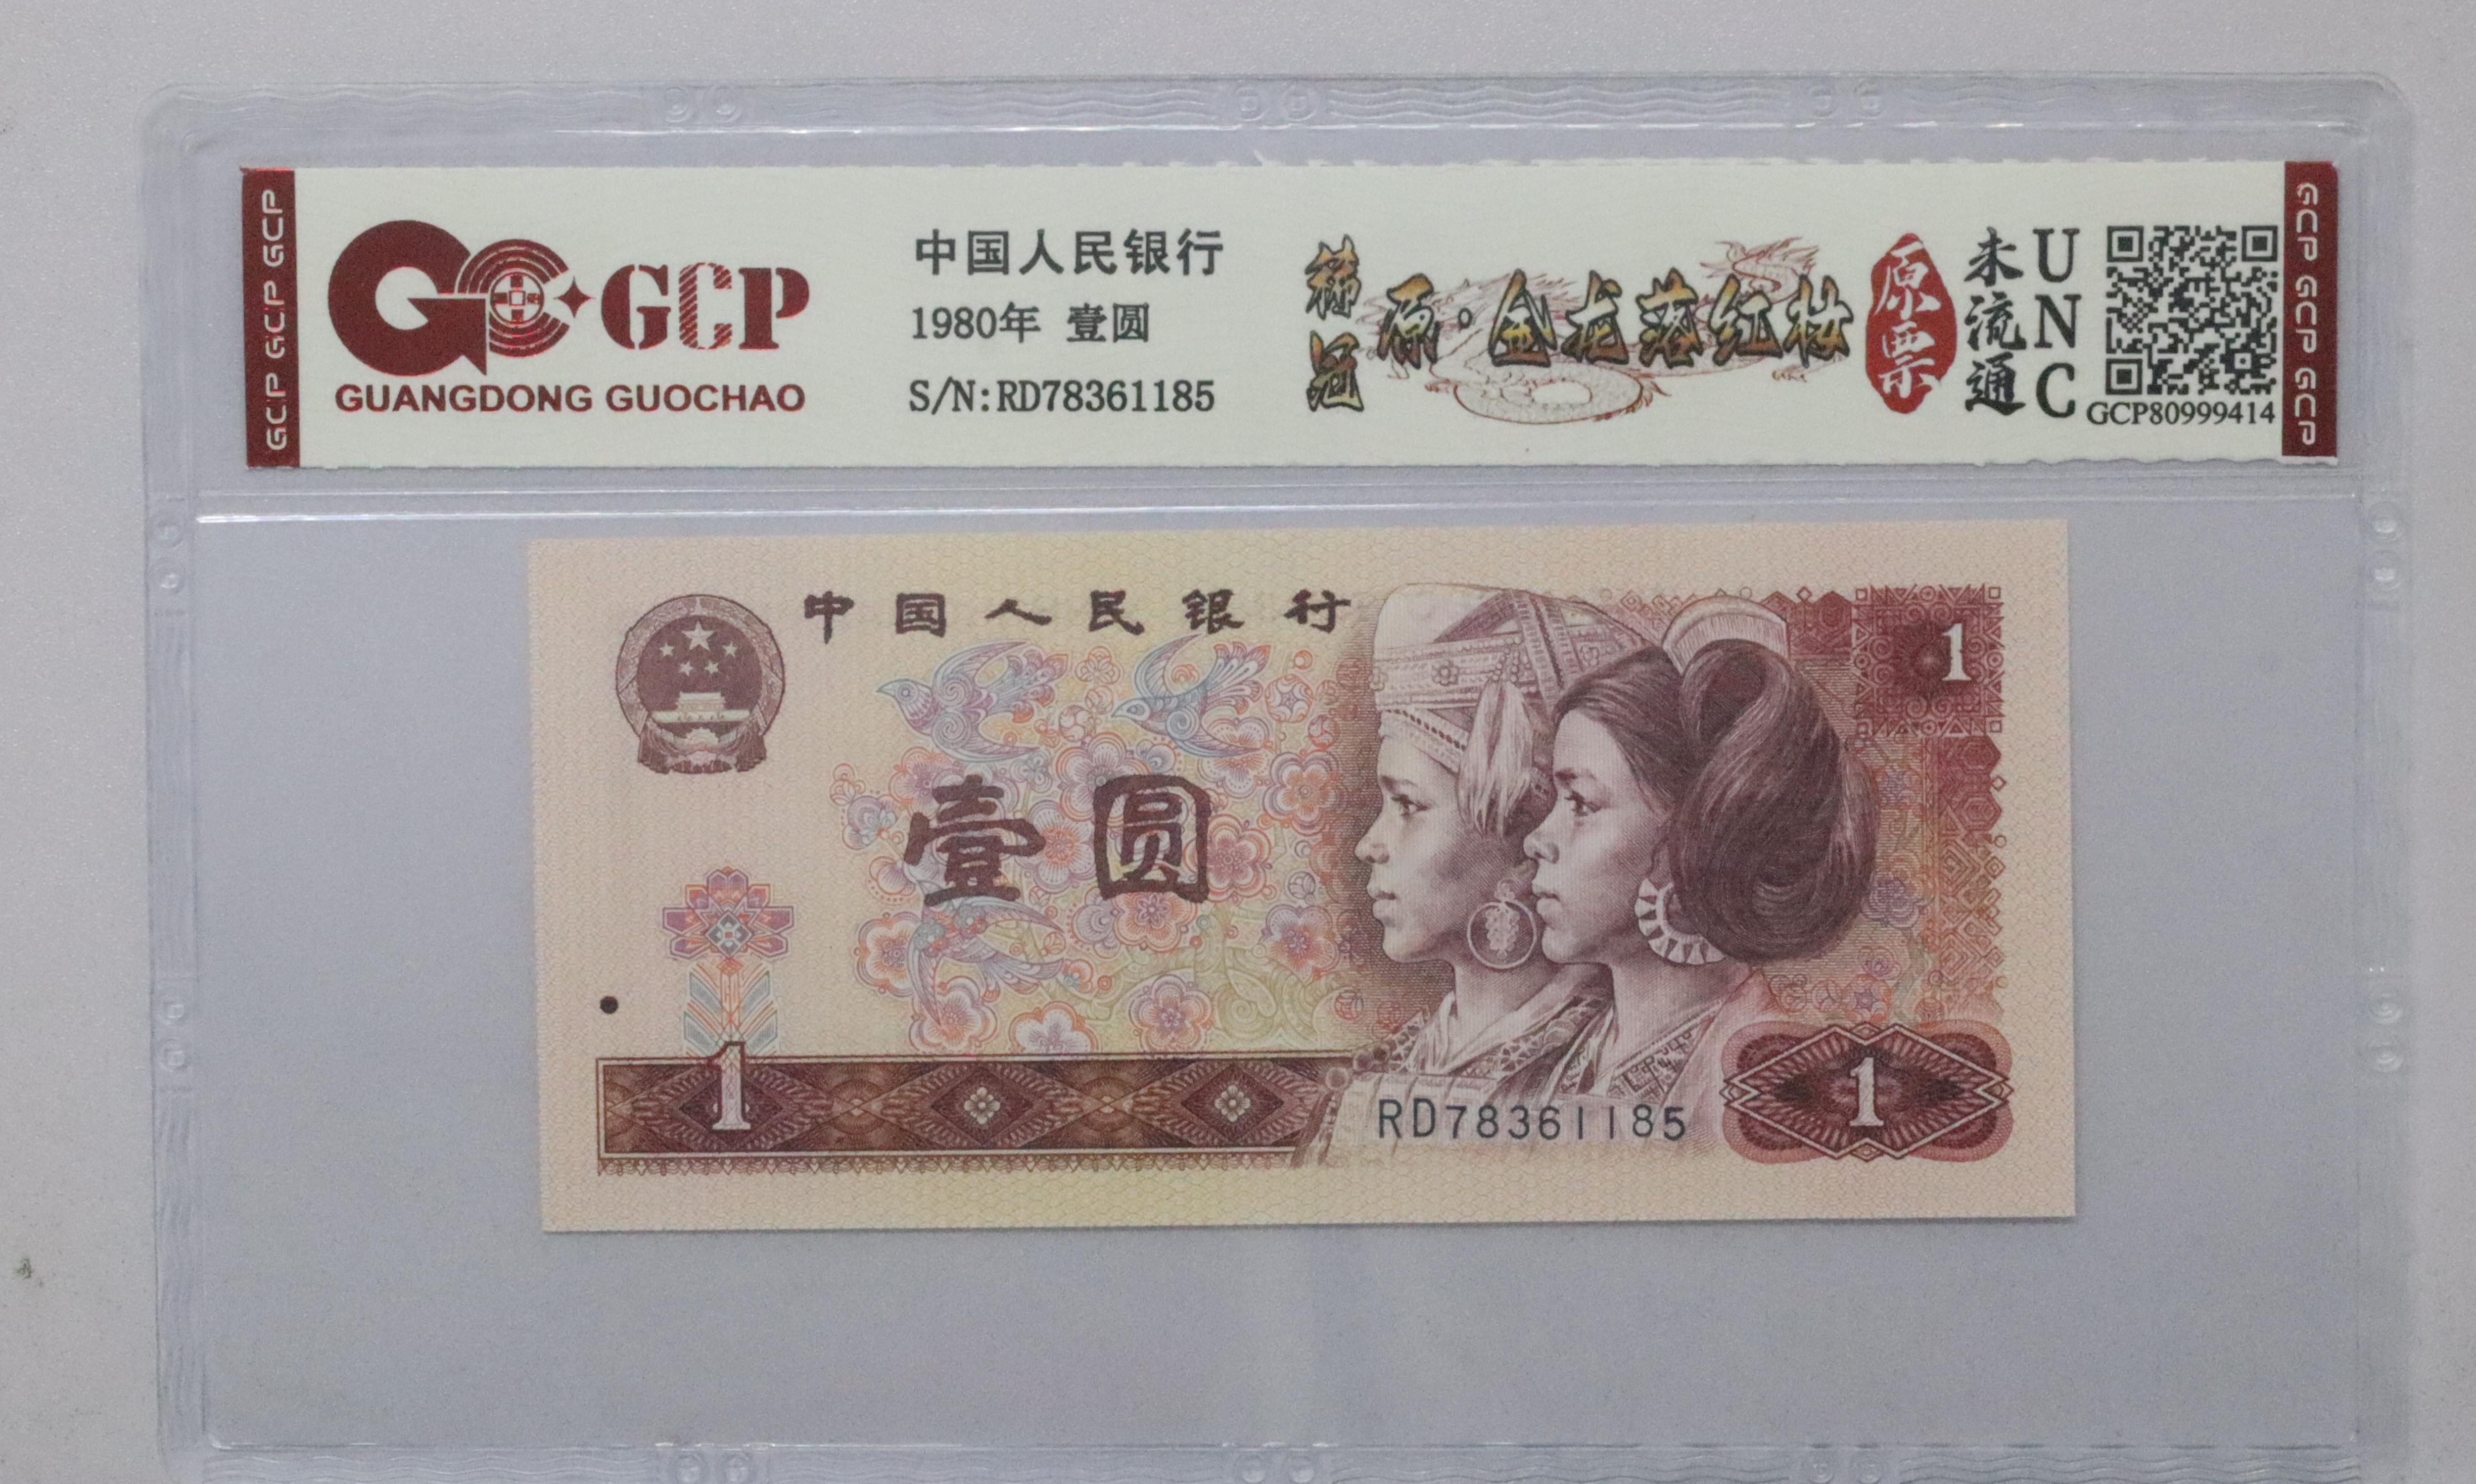 GCP GCP GCP
GCP
GUANGDONG GUOCHAO
中国人民银行
1980年 壹圆
S/N:RD78361185
冠
原·金龙落红妆
原票
未流通
UNC
GCP80999414
GCP GCP GCP
中国人民银行
1
壹圆
1
RD78361185
1